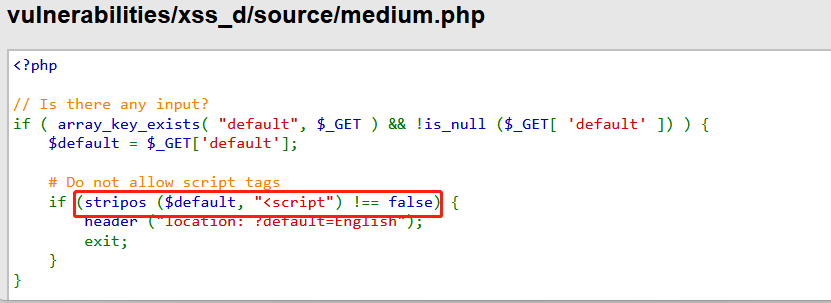 vulnerabilities/xss_d/source/medium.php
<?php
// Is there any input?
if ( array_key_exists( "default", $_GET ) && !is_null ($_GET[ 'default' ]) ) {
    $default = $_GET['default'];
    # Do not allow script tags
    if (stripos ($default, "<script") !== false) {
        header ("location: ?default=English");
        exit;
    }
}